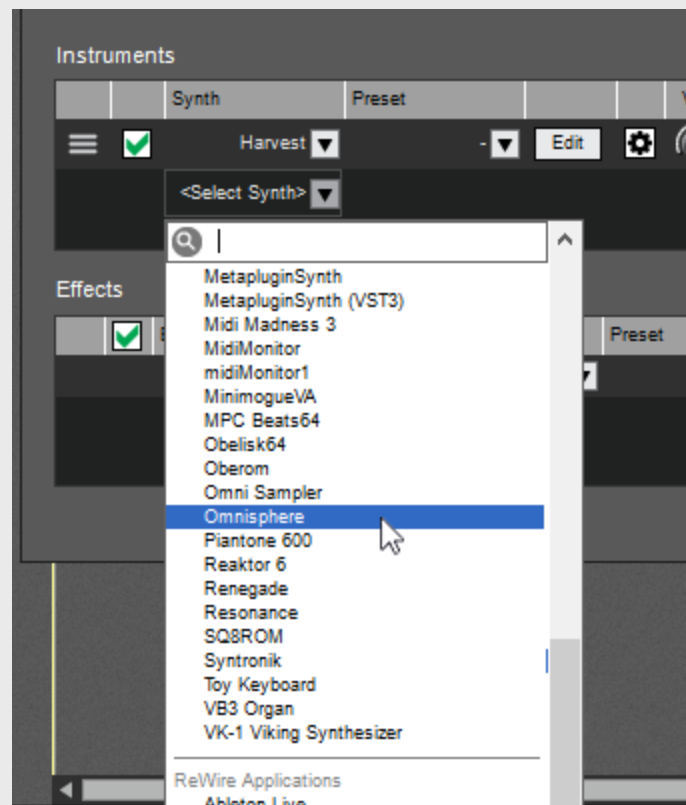 Instruments
Synth Preset
Harvest - Edit
<Select Synth>
MetapluginSynth
MetapluginSynth (VST3)
Midi Madness 3
MidiMonitor
midiMonitor1
MinimogueVA
MPC Beats64
Obelisk64
Oberom
Omni Sampler
Omnisphere
Piantone 600
Reaktor 6
Renegade
Resonance
SQ8ROM
Syntronik
Toy Keyboard
VB3 Organ
VK-1 Viking Synthesizer
ReWire Applications
Ableton Live
Effects
Preset